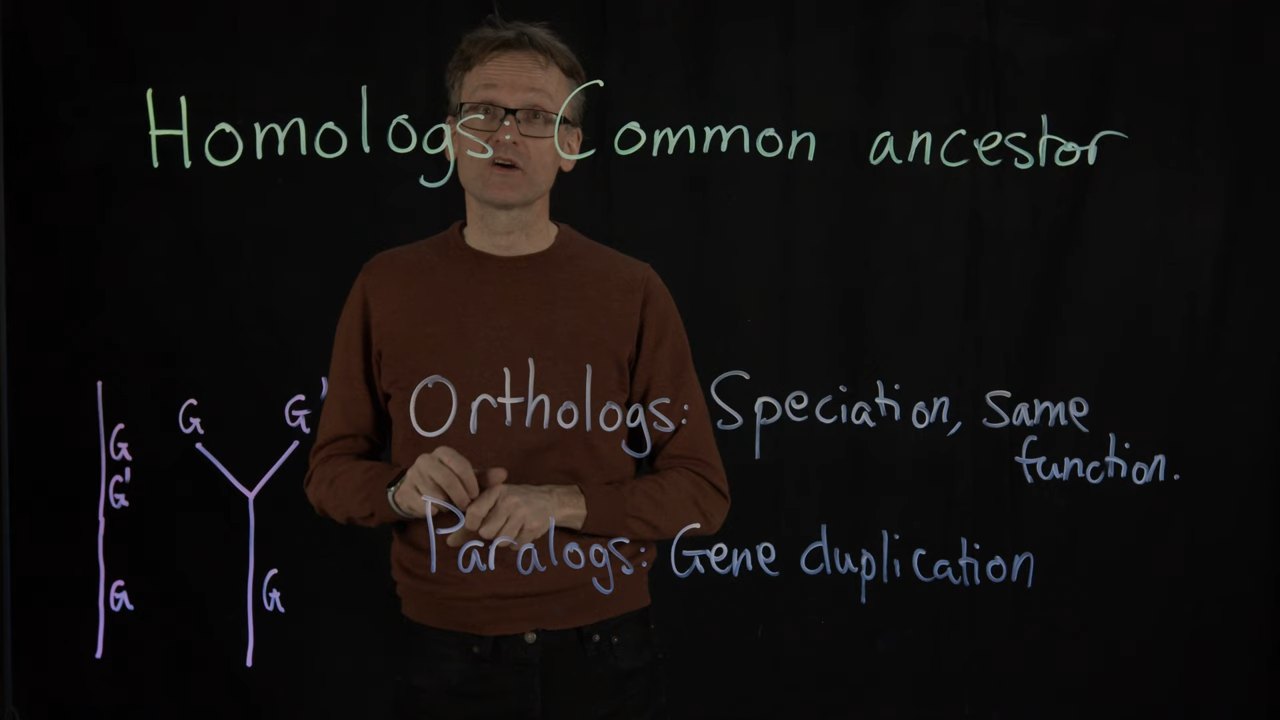 Homologs: Common ancestor
Orthologs: Speciation, same
function.
Paralogs: Gene duplication
G
G'
G
G
G'
G